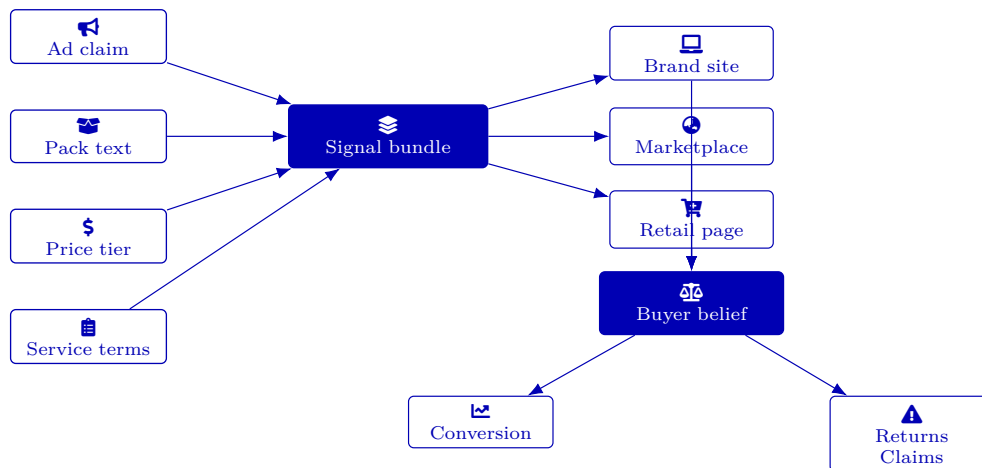 Ad claim
Pack text
Price tier
Service terms
Signal bundle
Brand site
Marketplace
Retail page
Buyer belief
Conversion
Returns
Claims